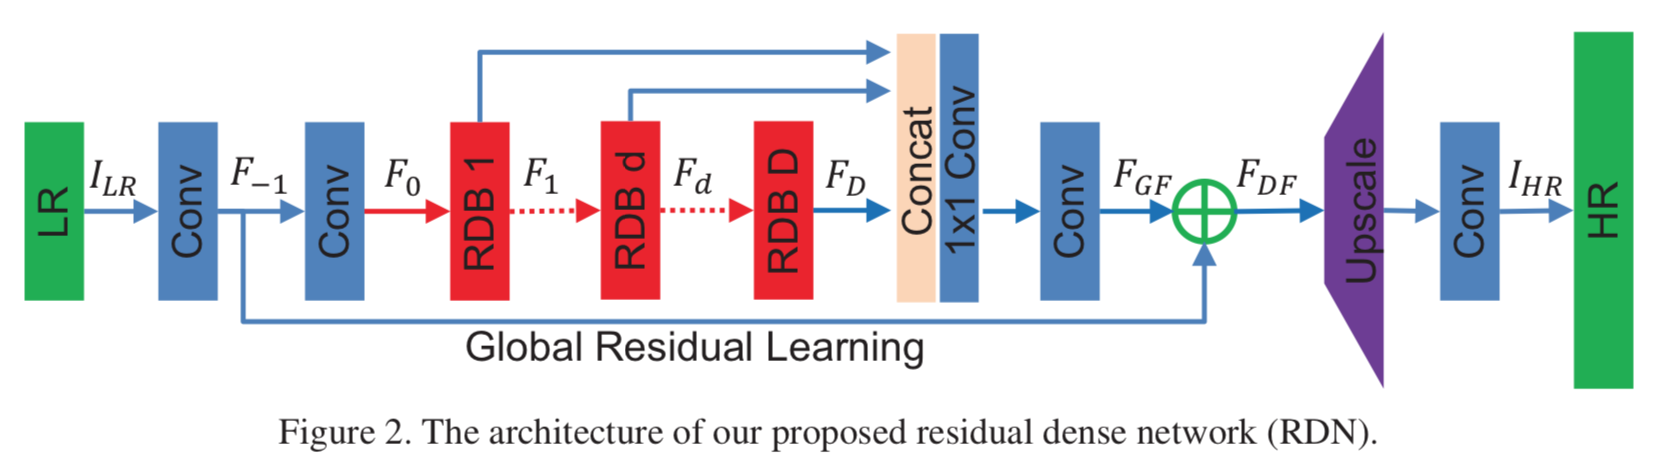 LR
I_{LR}
Conv
F_{-1}
Conv
F_0
RDB 1
F_1
RDB d
F_d
RDB D
F_D
Concat
1x1 Conv
Conv
F_{GF}
F_{DF}
Upscale
Conv
I_{HR}
HR
Global Residual Learning
Figure 2. The architecture of our proposed residual dense network (RDN).